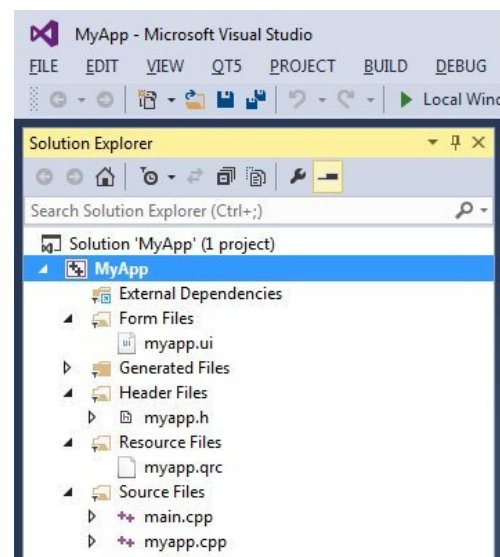 MyApp - Microsoft Visual Studio
FILE EDIT VIEW QT5 PROJECT BUILD DEBUG
Local Wind
Solution Explorer
Search Solution Explorer (Ctrl+;)
Solution 'MyApp' (1 project)
MyApp
External Dependencies
Form Files
ui myapp.ui
Generated Files
Header Files
h myapp.h
Resource Files
myapp.qrc
Source Files
++ main.cpp
++ myapp.cpp